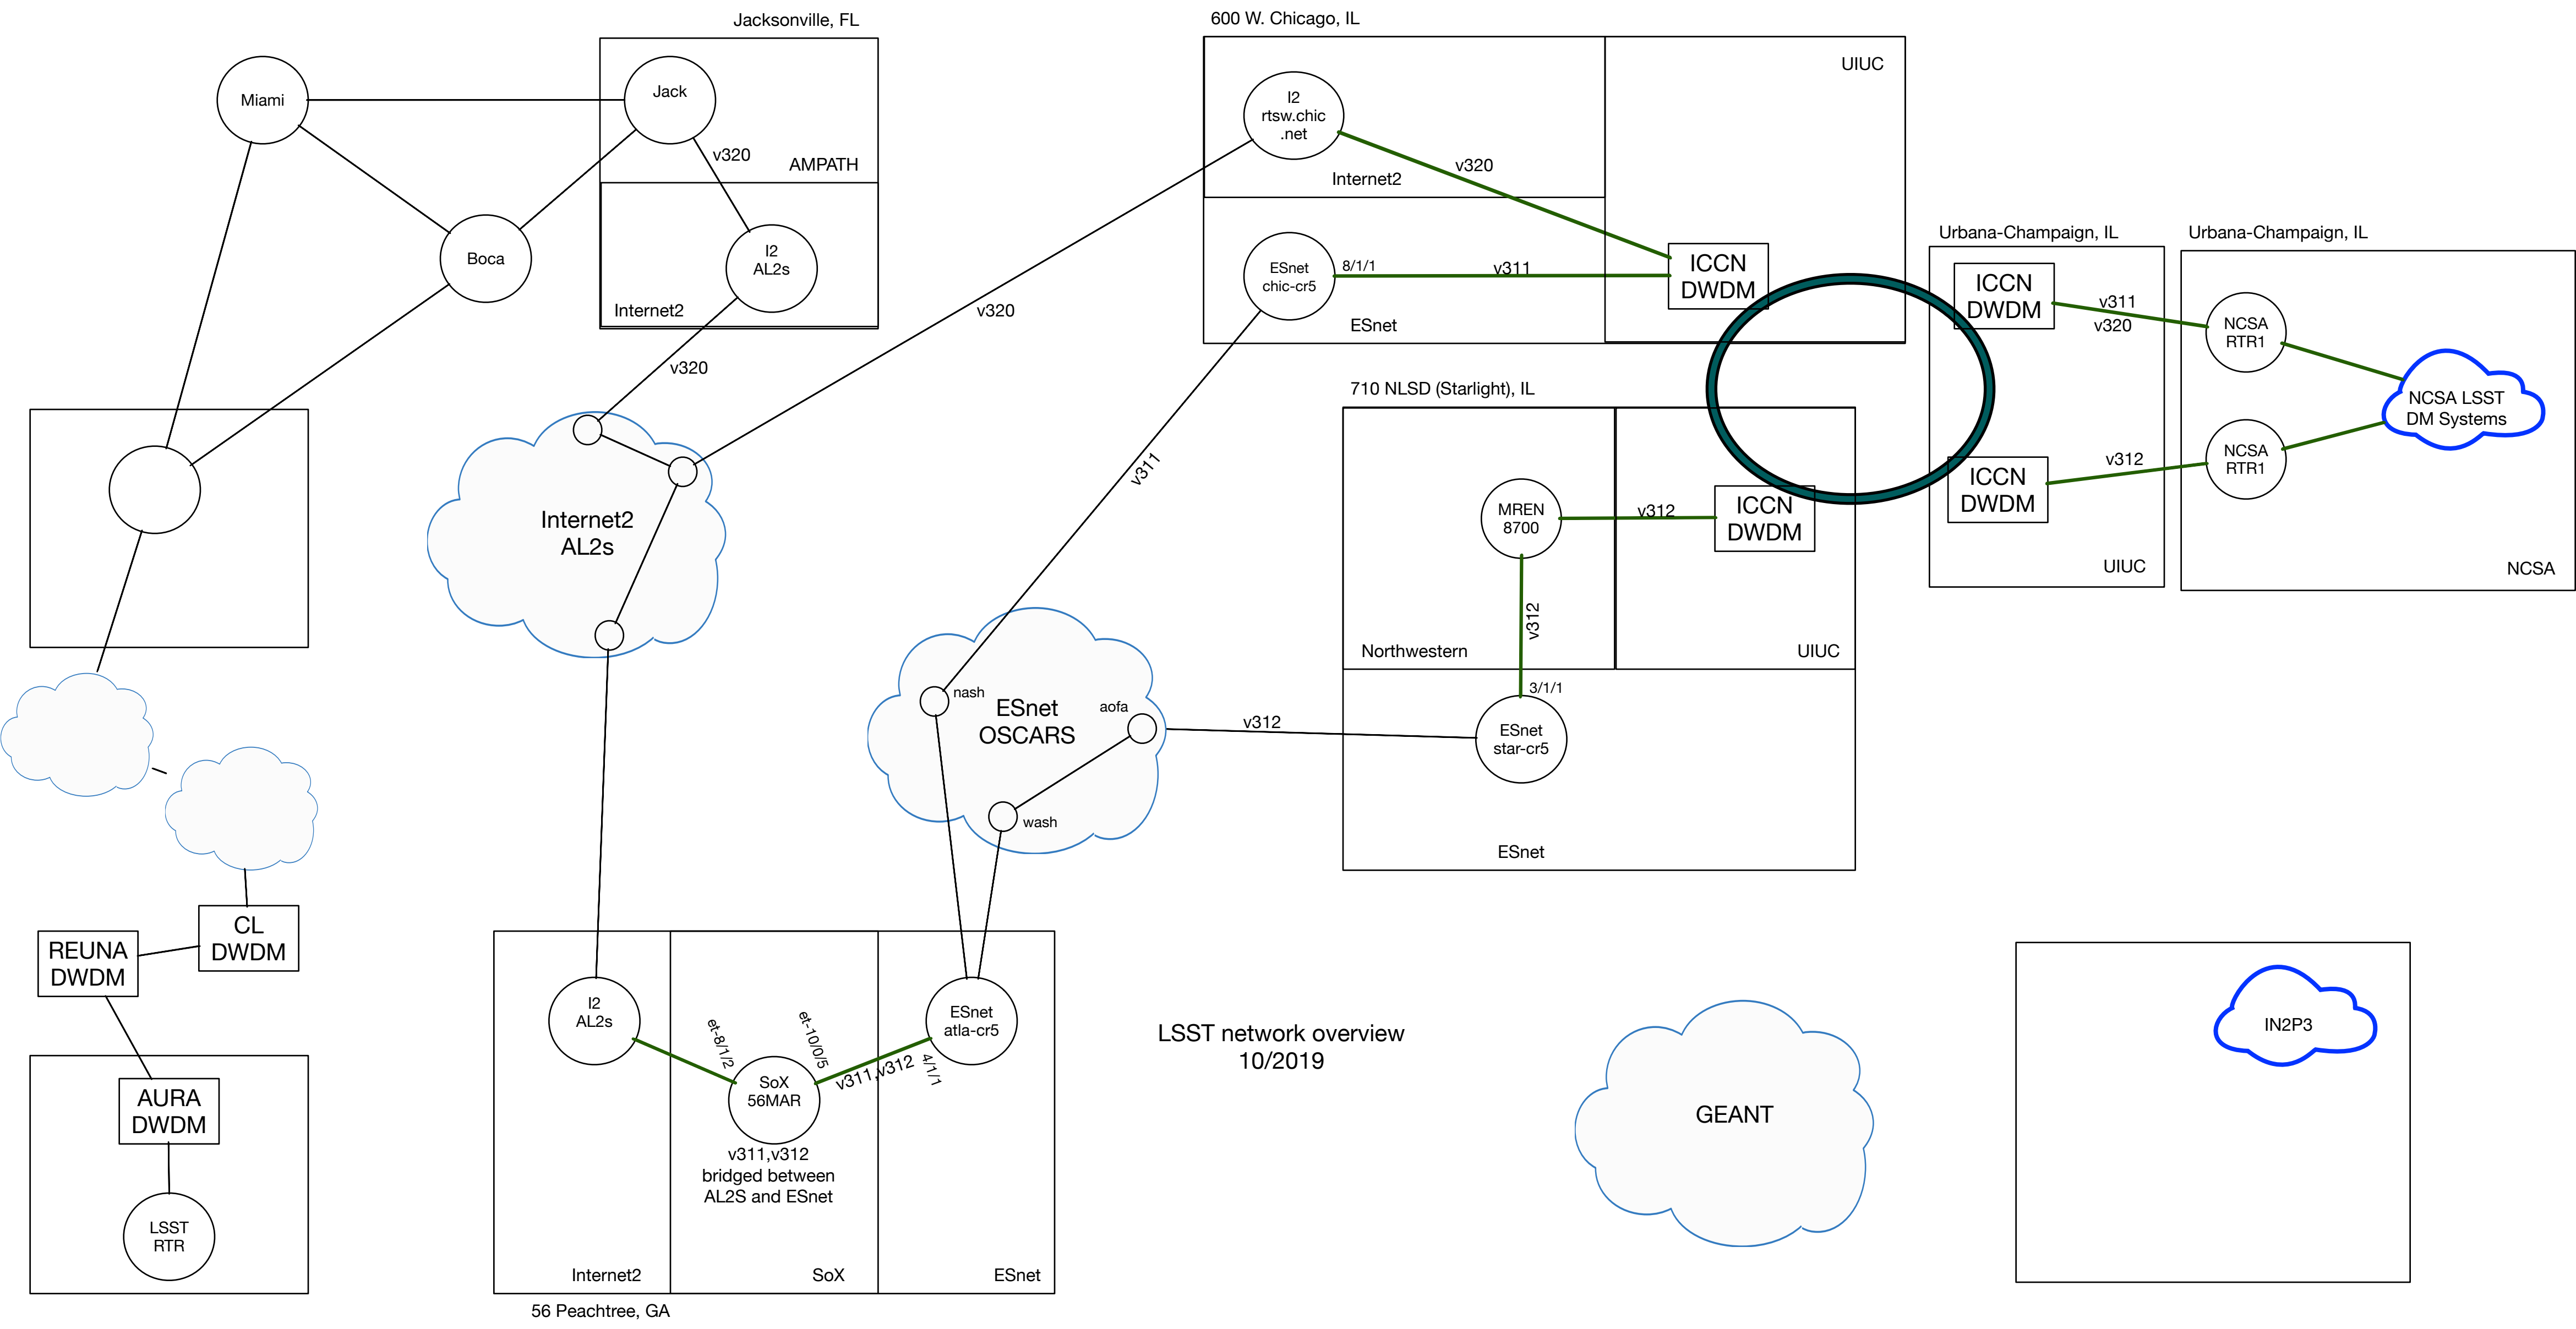 Jacksonville, FL
Miami
Jack
v320
AMPATH
Boca
I2
AL2s
Internet2
v320
600 W. Chicago, IL
UIUC
I2
rtsw.chic
.net
v320
Internet2
v320
ESnet
chic-cr5
8/1/1
v311
ICCN
DWDM
ESnet
v311
Urbana-Champaign, IL
ICCN
DWDM
v311
v320
ICCN
DWDM
v312
UIUC
Urbana-Champaign, IL
NCSA
RTR1
NCSA LSST
DM Systems
NCSA
RTR1
NCSA
710 NLSD (Starlight), IL
MREN
8700
v312
ICCN
DWDM
v312
Northwestern
UIUC
3/1/1
ESnet
star-cr5
ESnet
v312
Internet2
AL2s
nash
ESnet
OSCARS
aofa
wash
CL
DWDM
REUNA
DWDM
AURA
DWDM
LSST
RTR
I2
AL2s
et-8/1/2
et-10/0/5
ESnet
atla-cr5
v311,v312
4/1/1
SoX
56MAR
v311,v312
bridged between
AL2S and ESnet
Internet2
SoX
ESnet
56 Peachtree, GA
LSST network overview
10/2019
GEANT
IN2P3